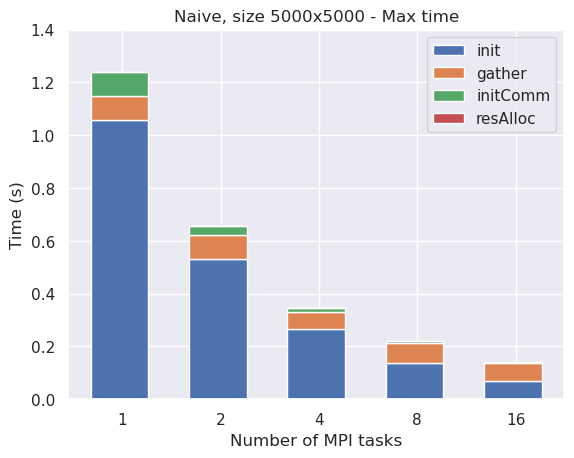 Naive, size 5000x5000 - Max time
1.4
1.2
1.0
0.8
0.6
0.4
0.2
0.0
Time (s)
init
gather
initComm
resAlloc
1 2 4 8 16
Number of MPI tasks